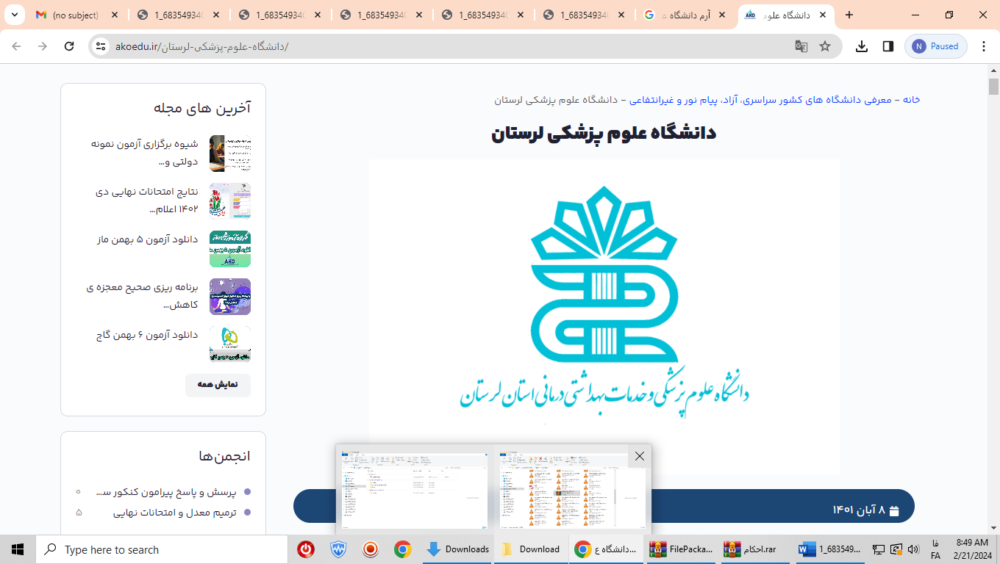 (no subject)
1_683549340
1_683549340
1_683549340
1_683549340
1_683549340
آرم دانشگاه ع
دانشگاه علوم
akoedu.ir/دانشگاه-علوم-پزشکی-لرستان/
N Paused
خانه - معرفی دانشگاه های کشور سراسری، آزاد، پیام نور و غیرانتفاعی - دانشگاه علوم پزشکی لرستان
دانشگاه علوم پزشکی لرستان
دانشگاه علوم پزشکی و خدمات بهداشتی درمانی استان لرستان
۸ آبان ۱۴۰۱
آخرین های مجله
شیوه برگزاری آزمون نمونه
دولتی و...
نتایج امتحانات نهایی دی
۱۴۰۲ اعلام...
دانلود آزمون ۵ بهمن ماز
AKO
برنامه ریزی صحیح معجزه ی
کاهش...
دانلود آزمون ۶ بهمن گاج
نمایش همه
انجمن‌ها
پرسش و پاسخ پیرامون کنکور س... ۰
ترمیم معدل و امتحانات نهایی ۵
Type here to search
Downloads
Download
دانشگاه ع...
FilePacka...
احکام.rar
1_683549...
فا
FA
8:49 AM
2/21/2024